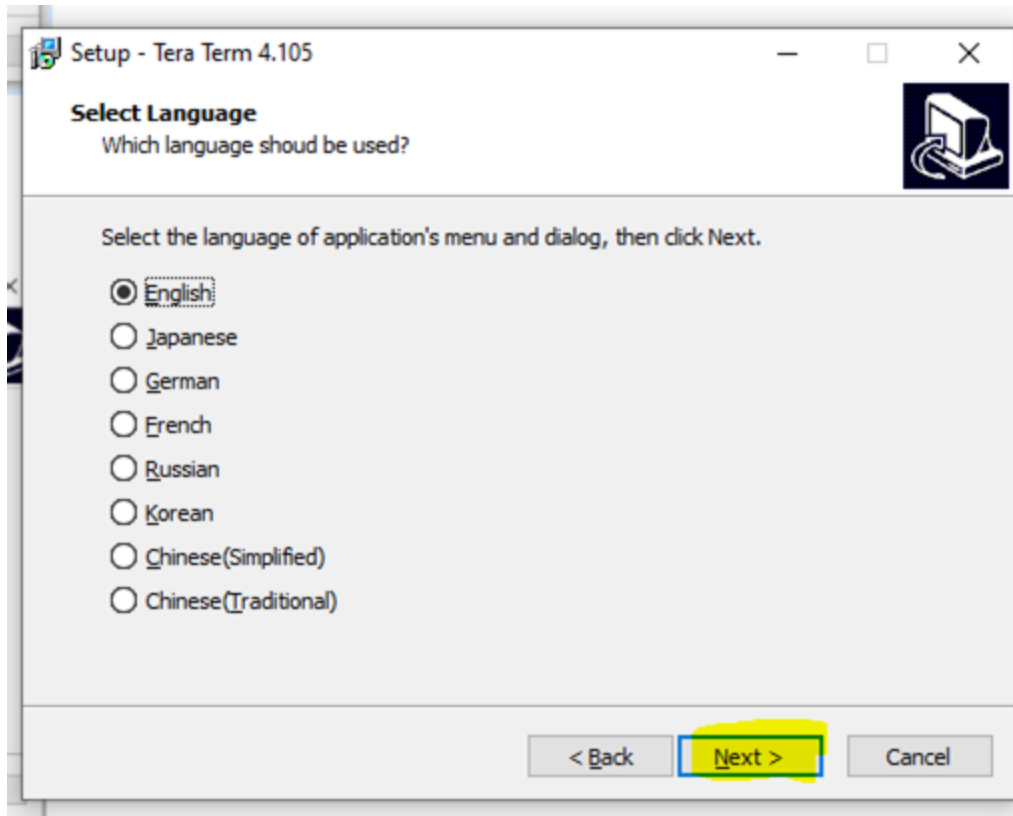 Setup - Tera Term 4.105
Select Language
Which language shoud be used?
Select the language of application's menu and dialog, then click Next.
English
Japanese
German
French
Russian
Korean
Chinese(Simplified)
Chinese(Traditional)
< Back Next > Cancel